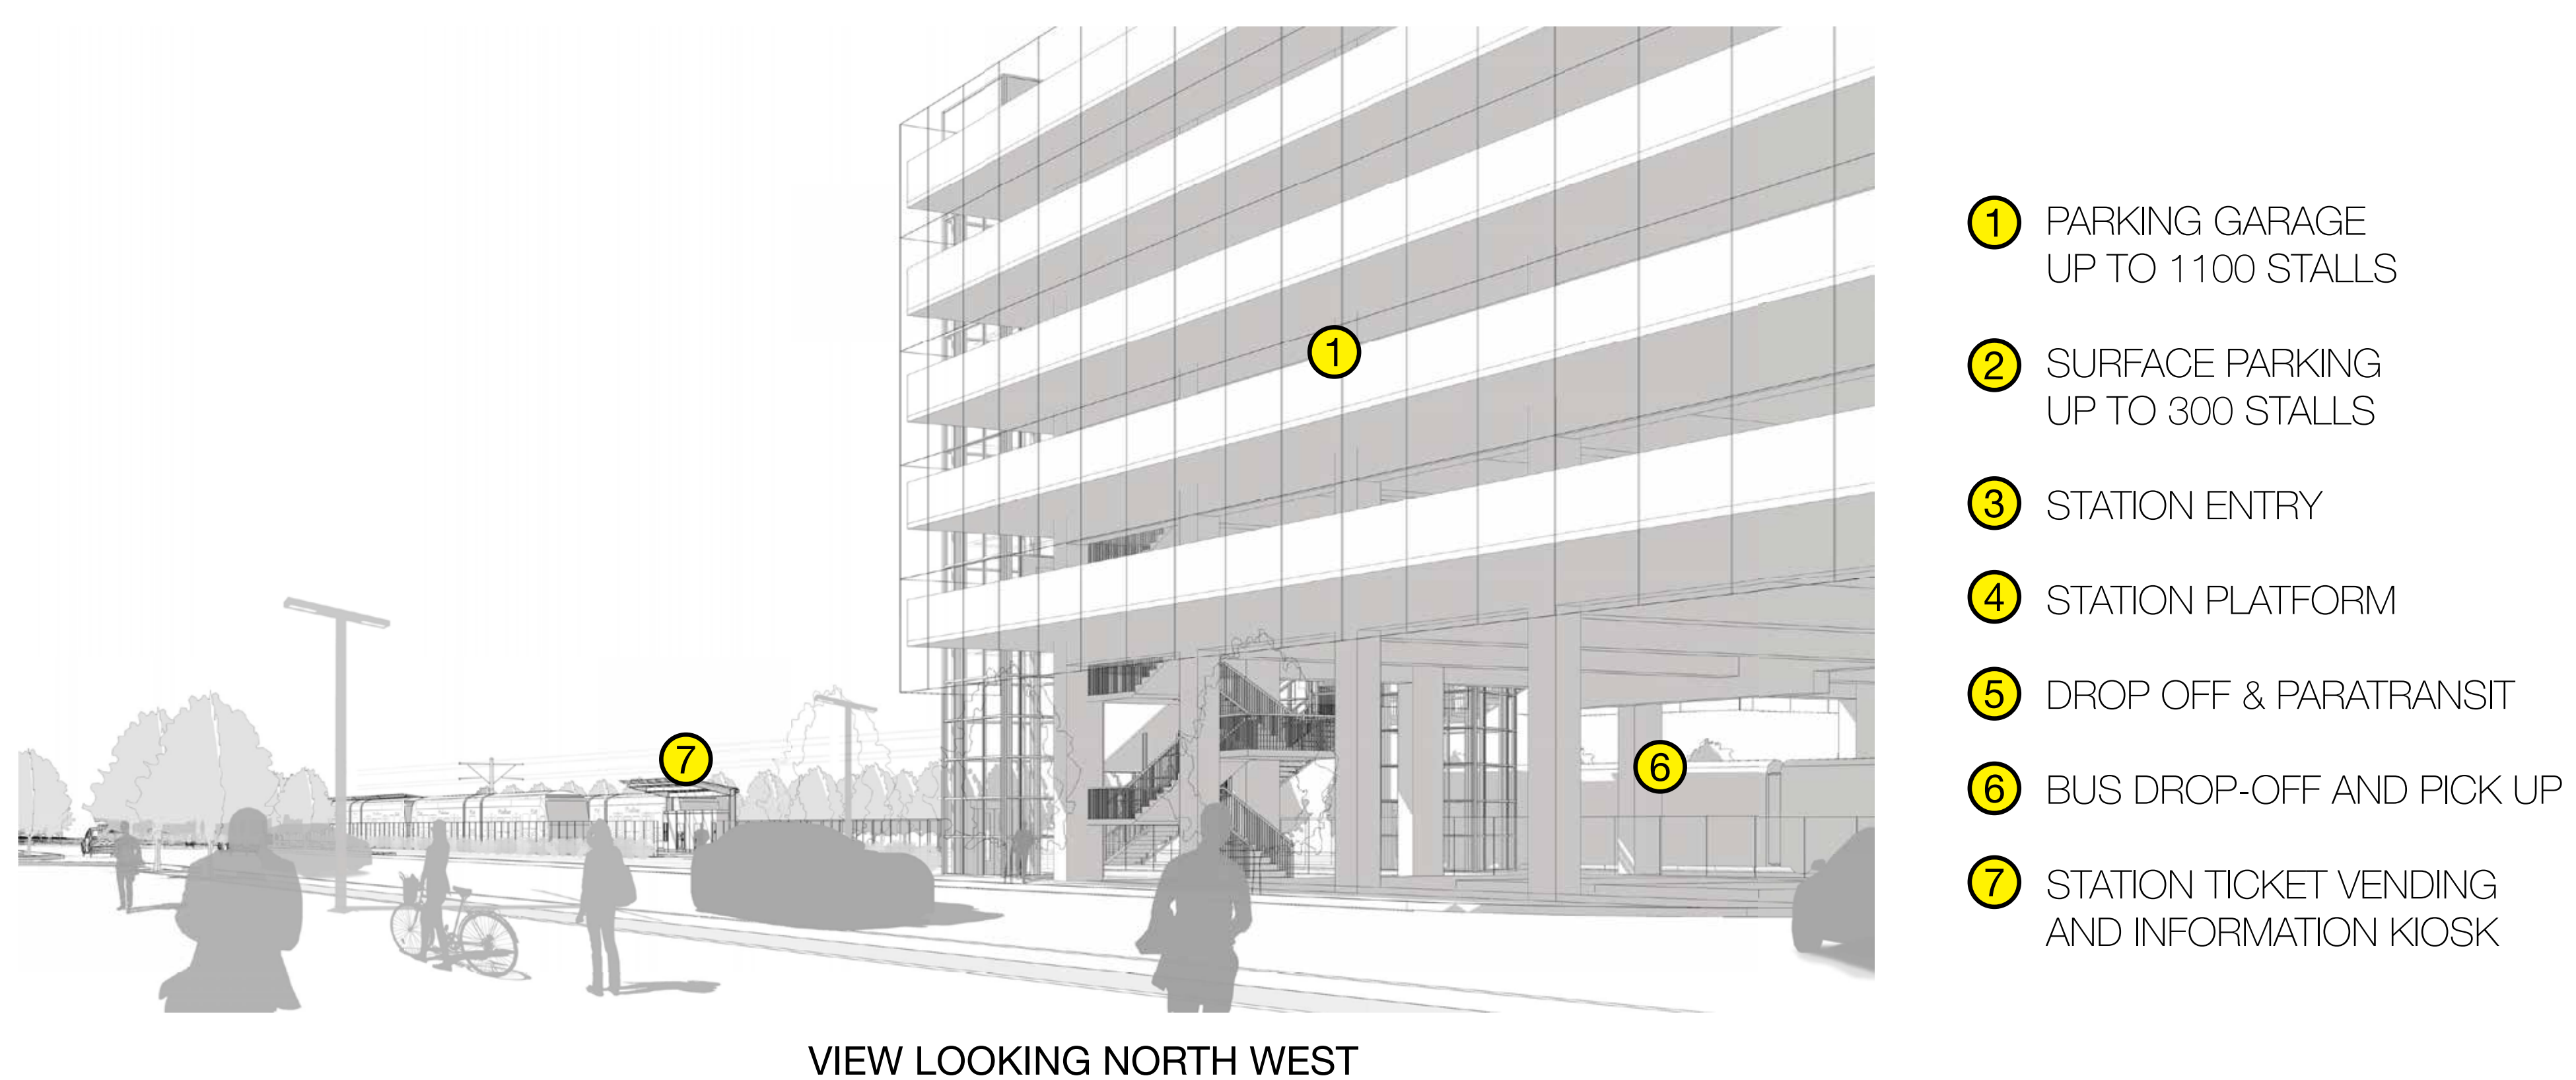 1
7
6
1 PARKING GARAGE
UP TO 1100 STALLS
2 SURFACE PARKING
UP TO 300 STALLS
3 STATION ENTRY
4 STATION PLATFORM
5 DROP OFF & PARATRANSIT
6 BUS DROP-OFF AND PICK UP
7 STATION TICKET VENDING
AND INFORMATION KIOSK
VIEW LOOKING NORTH WEST